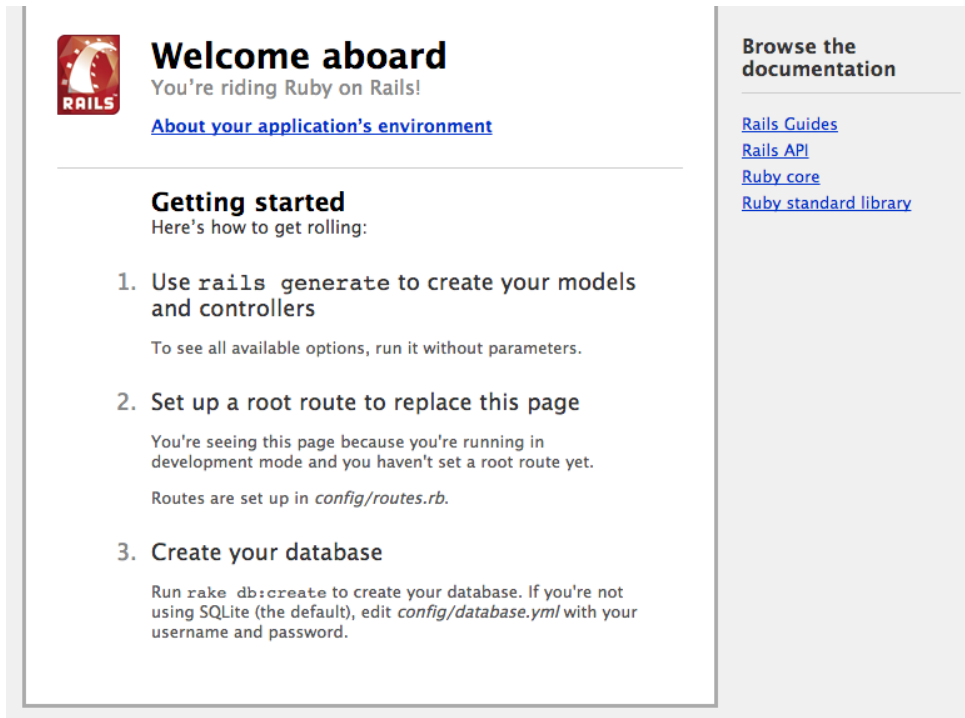 RAILS
Welcome aboard
You're riding Ruby on Rails!
About your application's environment
Getting started
Here's how to get rolling:
1. Use rails generate to create your models
and controllers
To see all available options, run it without parameters.
2. Set up a root route to replace this page
You're seeing this page because you're running in
development mode and you haven't set a root route yet.
Routes are set up in config/routes.rb.
3. Create your database
Run rake db:create to create your database. If you're not
using SQLite (the default), edit config/database.yml with your
username and password.
Browse the
documentation
Rails Guides
Rails API
Ruby core
Ruby standard library